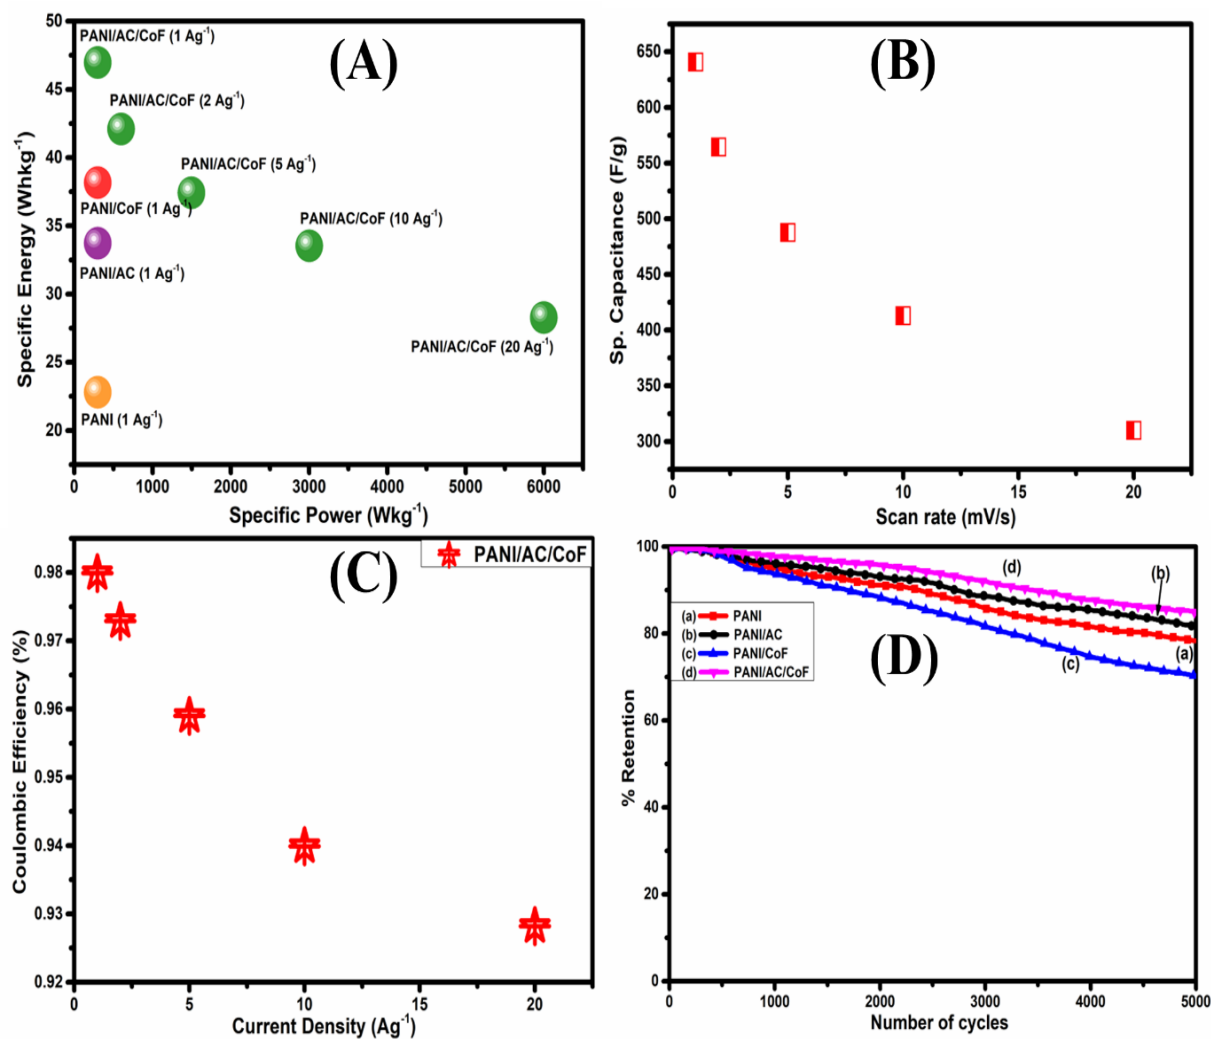 (A)
50
45
40
35
30
25
20
Specific Energy (Whkg⁻¹)
PANI/AC/CoF (1 Ag⁻¹)
PANI/AC/CoF (2 Ag⁻¹)
PANI/AC/CoF (5 Ag⁻¹)
PANI/CoF (1 Ag⁻¹)
PANI/AC/CoF (10 Ag⁻¹)
PANI/AC (1 Ag⁻¹)
PANI/AC/CoF (20 Ag⁻¹)
PANI (1 Ag⁻¹)
0 1000 2000 3000 4000 5000 6000
Specific Power (Wkg⁻¹)
(B)
650
600
550
500
450
400
350
300
Sp. Capacitance (F/g)
0 5 10 15 20
Scan rate (mV/s)
(C)
PANI/AC/CoF
0.98
0.97
0.96
0.95
0.94
0.93
0.92
Coulombic Efficiency (%)
0 5 10 15 20
Current Density (Ag⁻¹)
(D)
100
80
60
40
20
0
% Retention
(d)
(b)
(a)
(c)
(a) PANI
(b) PANI/AC
(c) PANI/CoF
(d) PANI/AC/CoF
0 1000 2000 3000 4000 5000
Number of cycles